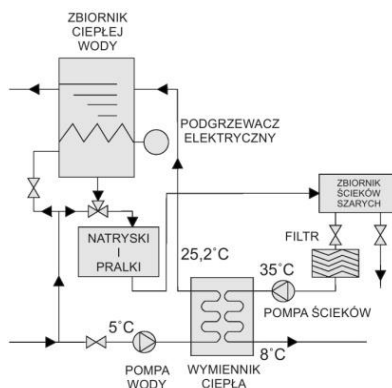 ZBIORNIK
CIEPŁEJ
WODY
PODGRZEWACZ
ELEKTRYCZNY
ZBIORNIK
ŚCIEKÓW
SZARYCH
NATRYSKI
I
PRALKI
25,2°C
FILTR
35°C
POMPA ŚCIEKÓW
5°C
8°C
POMPA
WODY
WYMIENNIK
CIEPŁA